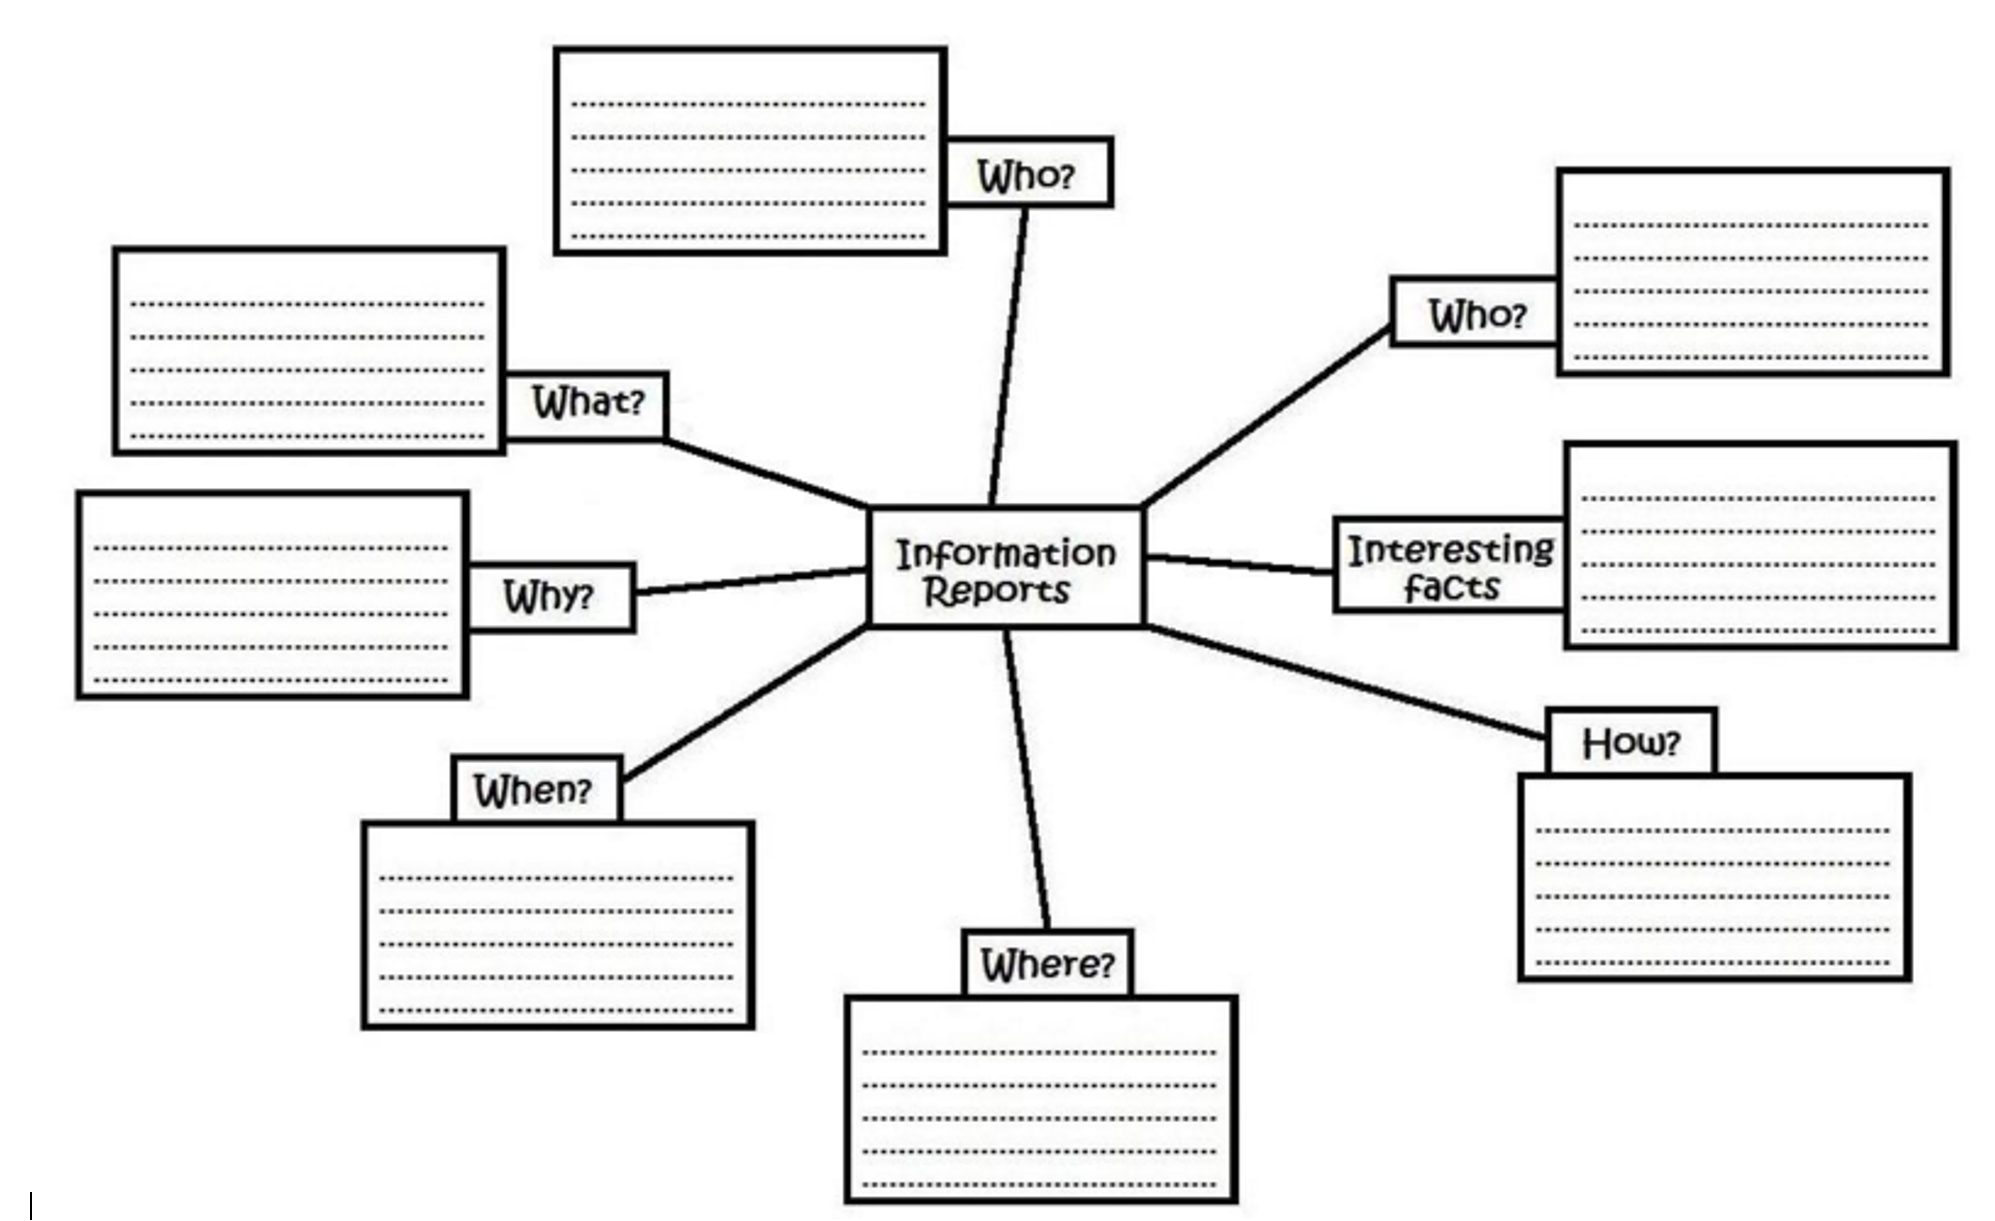 Who?
Who?
What?
Information
Reports
Interesting
facts
Why?
How?
When?
Where?